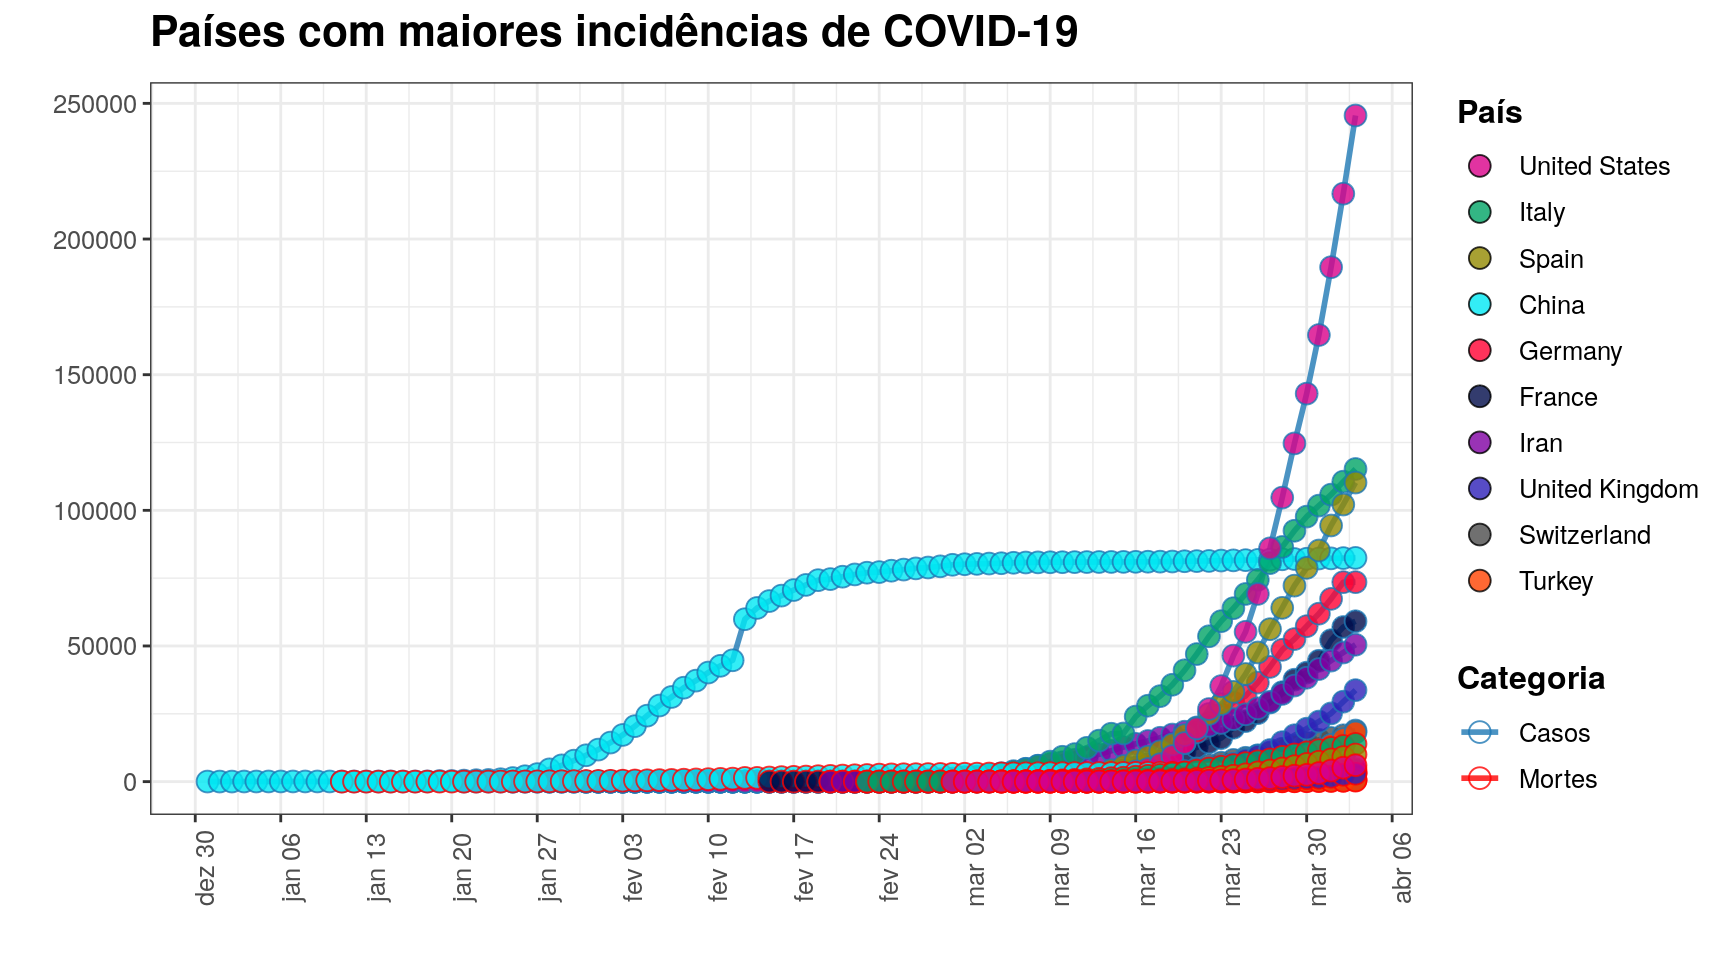 Países com maiores incidências de COVID-19
250000
200000
150000
100000
50000
0
dez 30
jan 06
jan 13
jan 20
jan 27
fev 03
fev 10
fev 17
fev 24
mar 02
mar 09
mar 16
mar 23
mar 30
abr 06
País
United States
Italy
Spain
China
Germany
France
Iran
United Kingdom
Switzerland
Turkey
Categoria
Casos
Mortes